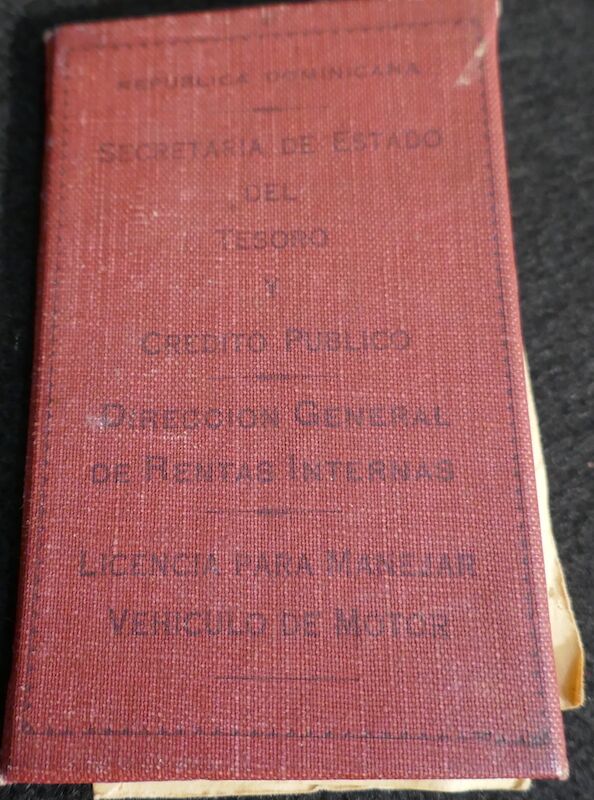 REPUBLICA DOMINICANA
SECRETARIA DE ESTADO
DEL
TESORO
Y
CREDITO PUBLICO
DIRECCION GENERAL
DE RENTAS INTERNAS
LICENCIA PARA MANEJAR
VEHICULO DE MOTOR